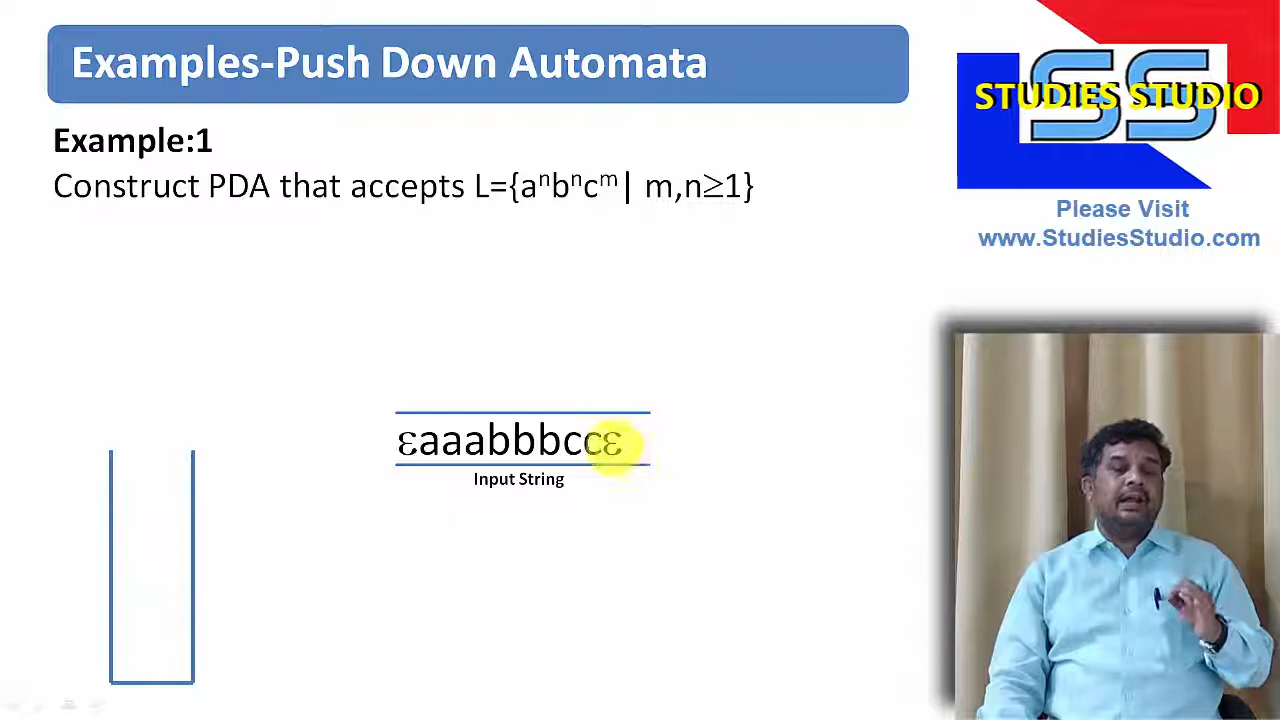 Examples-Push Down Automata
SS
STUDIES STUDIO
Example:1
Construct PDA that accepts L={aⁿbⁿcᵐ| m,n≥1}
Please Visit
www.StudiesStudio.com
εaaabbbccε
Input String